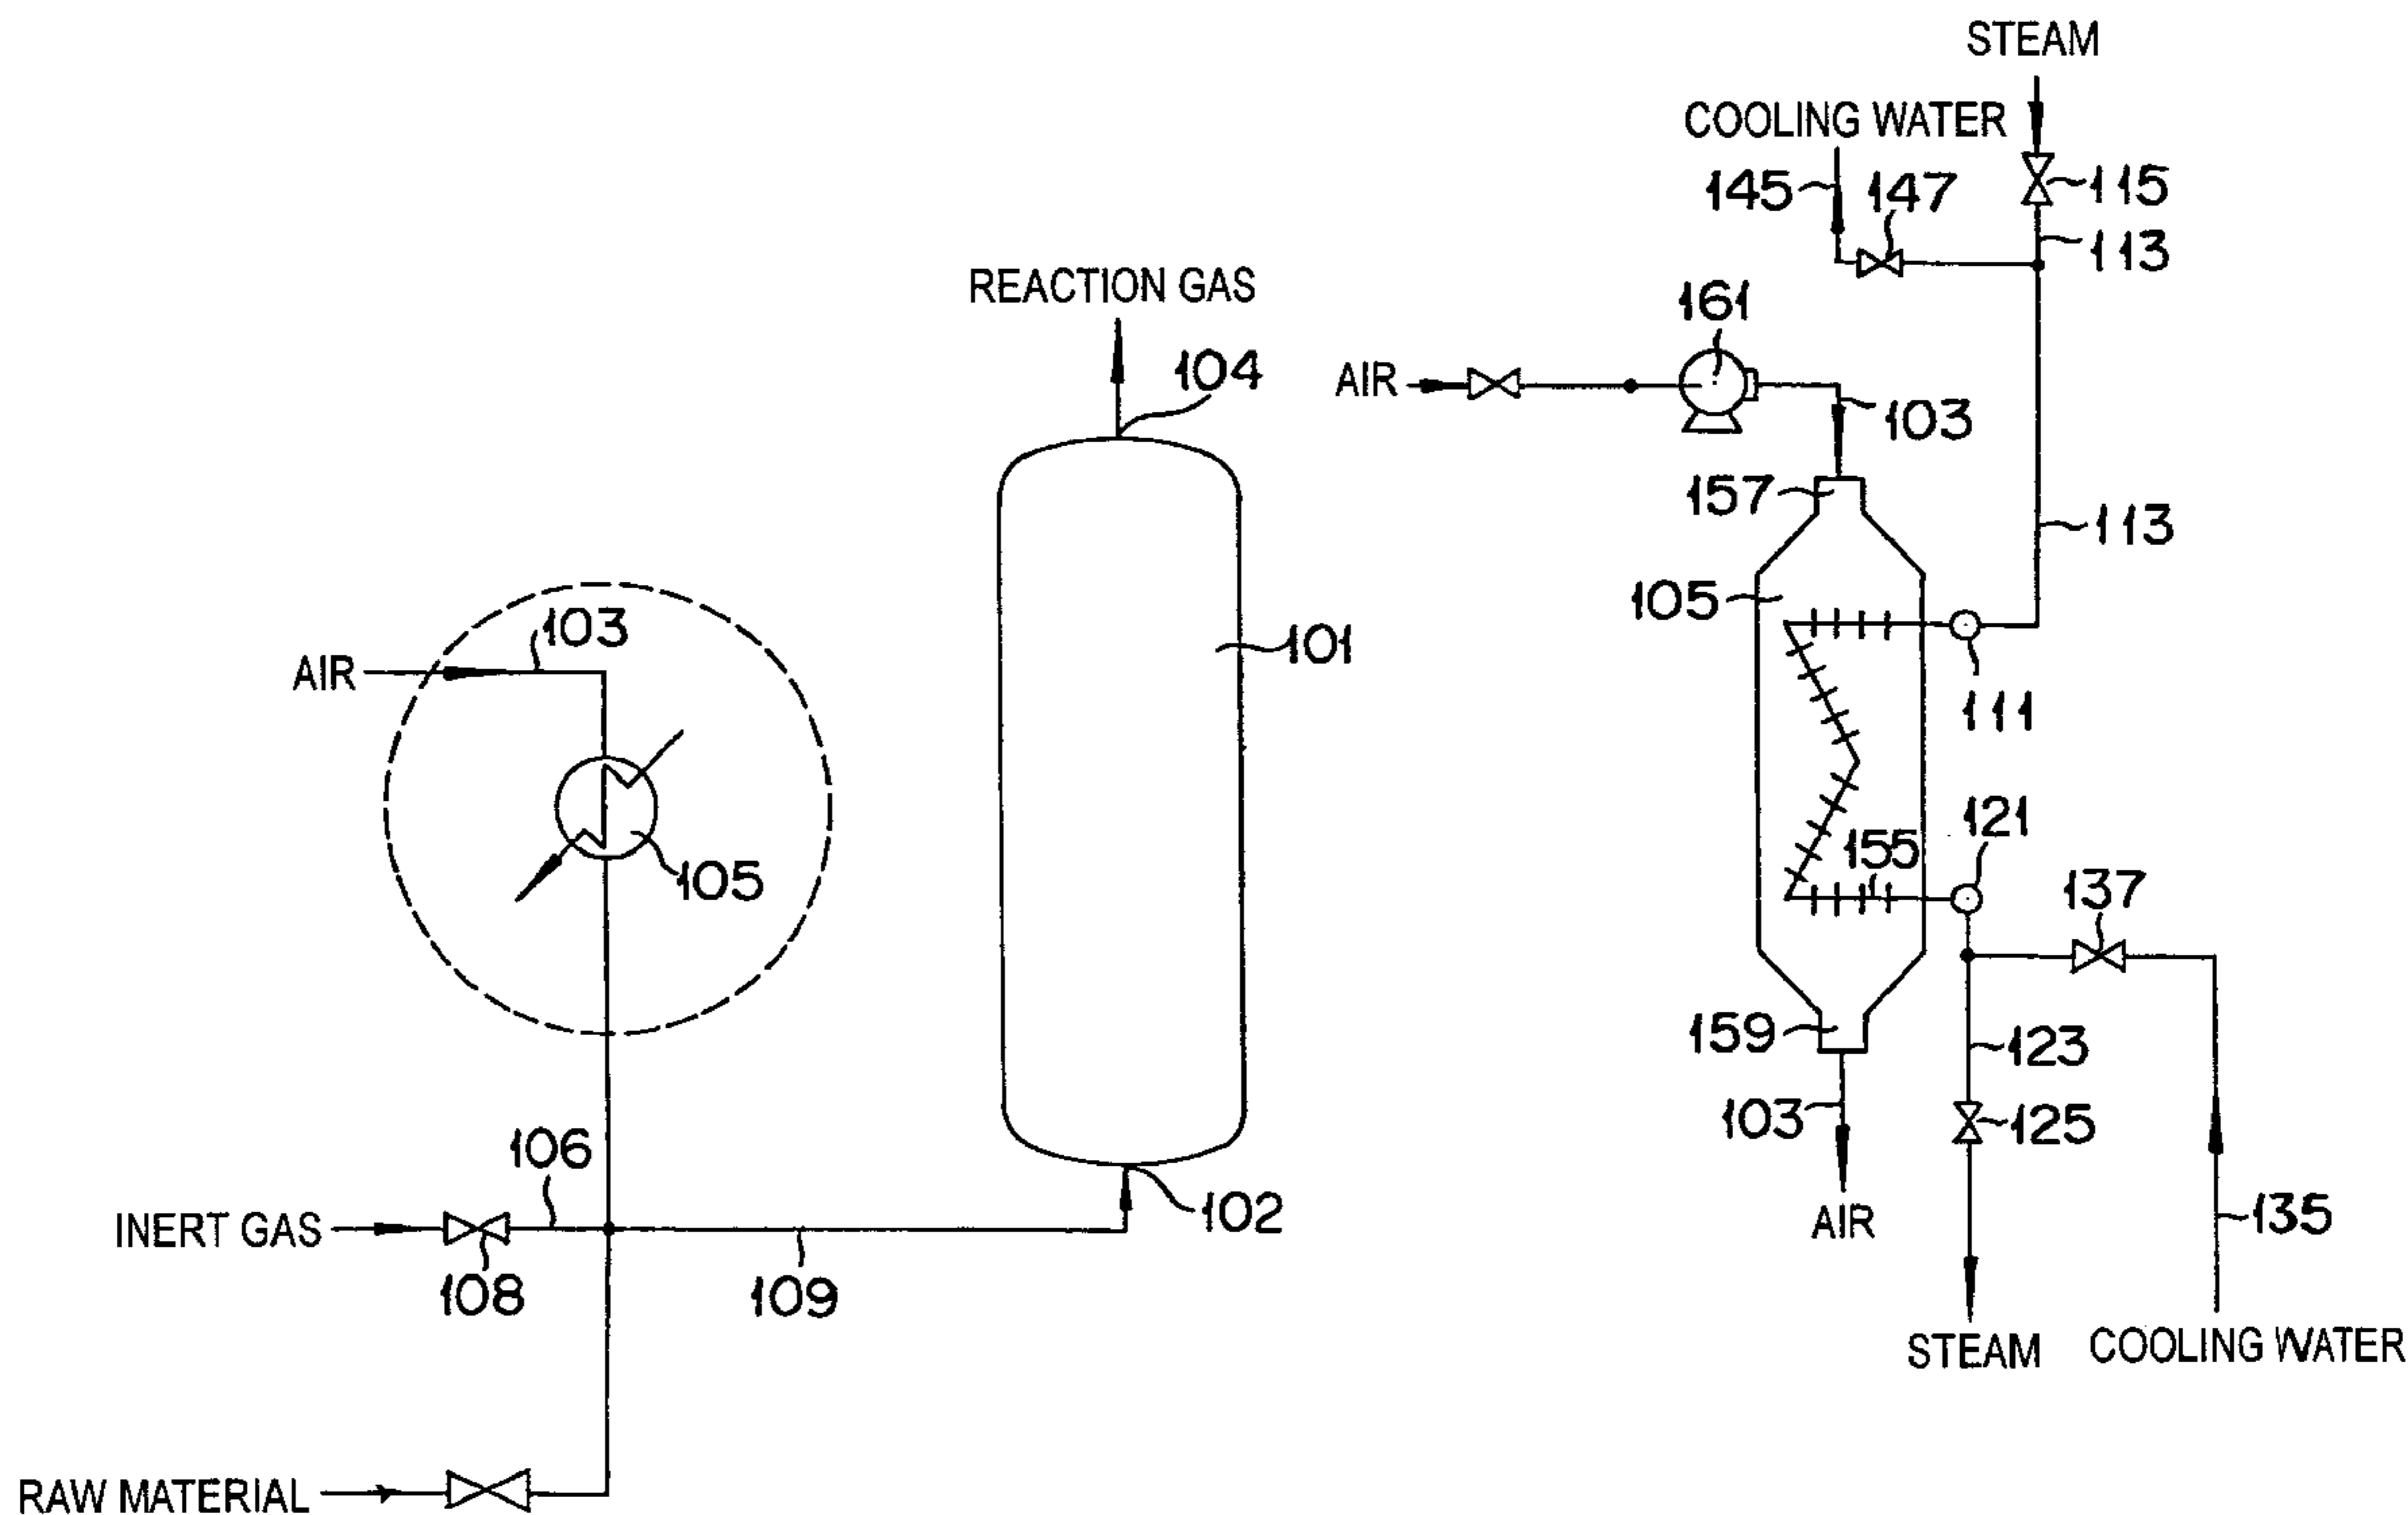 STEAM
COOLING WATER
145
147
115
113
REACTION GAS
161
104
AIR
103
157
113
103
105
AIR
101
111
121
105
155
137
159
123
103
125
106
102
INERT GAS
AIR
135
108
109
STEAM
COOLING WATER
RAW MATERIAL